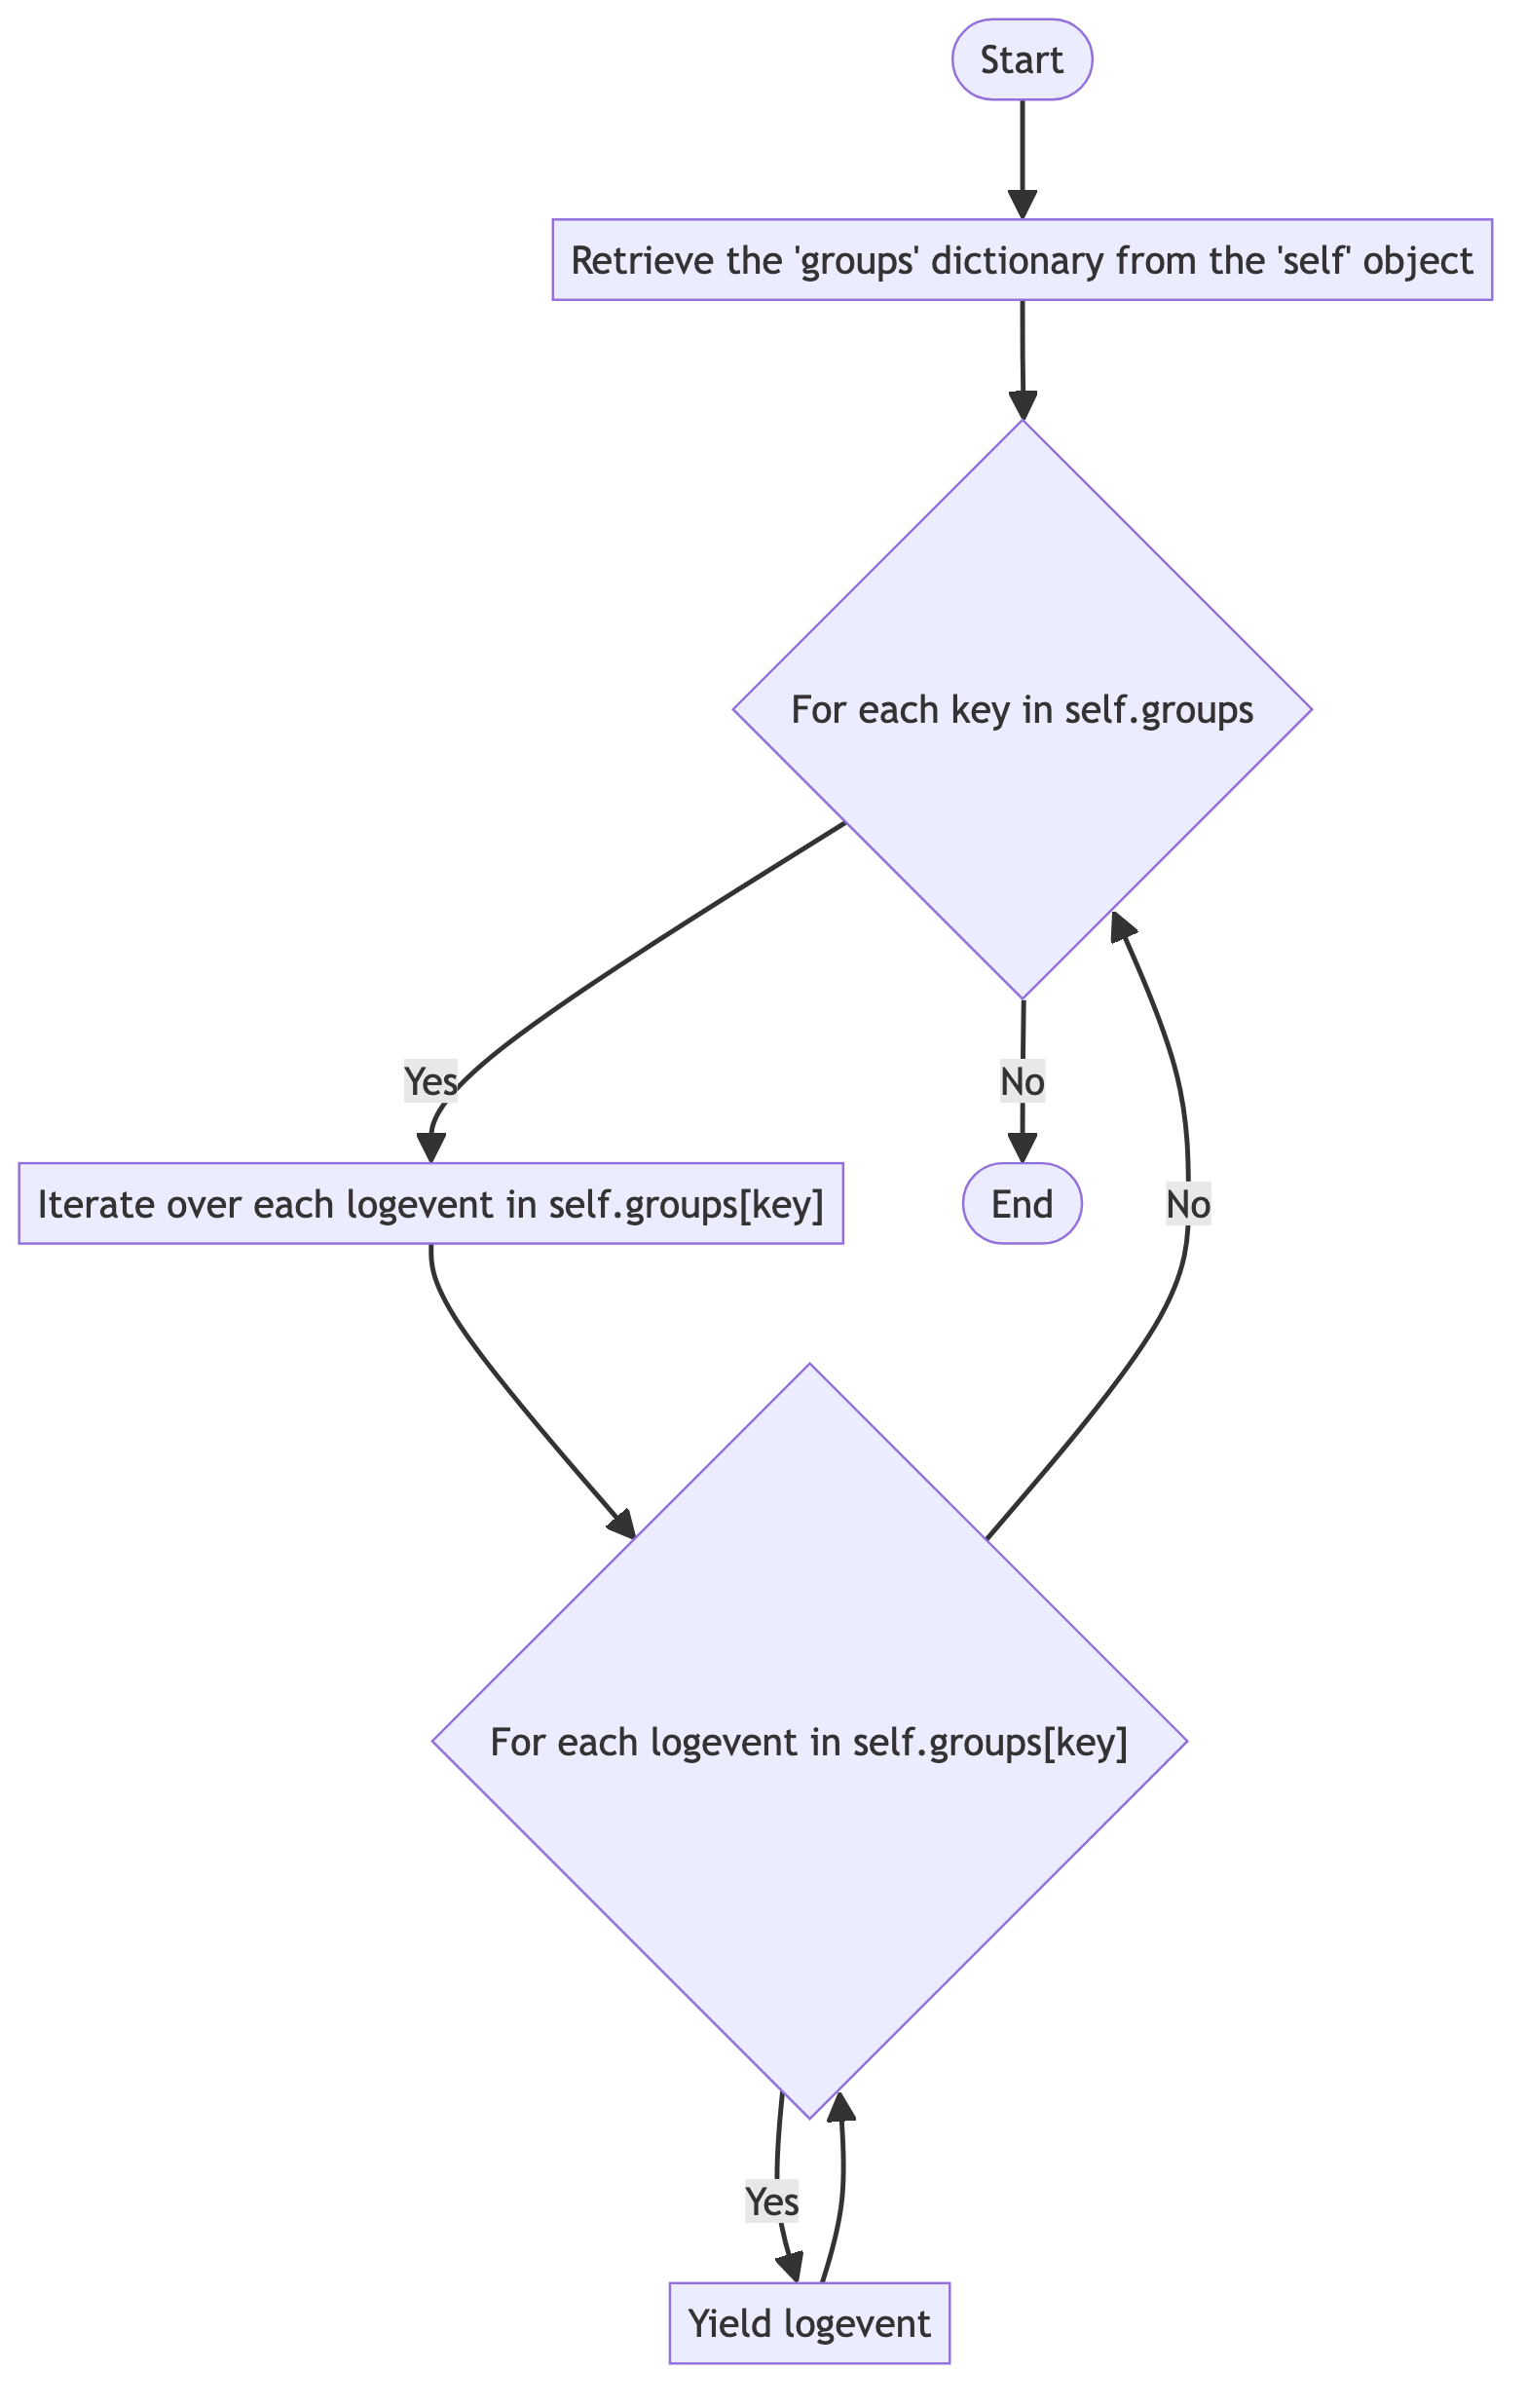 Start
Retrieve the 'groups' dictionary from the 'self' object
For each key in self.groups
Yes
No
Iterate over each logevent in self.groups[key]
End
No
For each logevent in self.groups[key]
Yes
Yield logevent